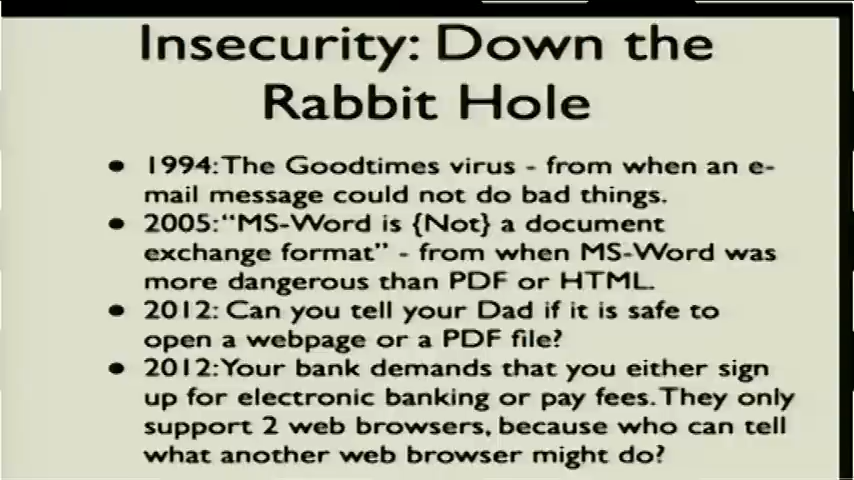 Insecurity: Down the
Rabbit Hole
• 1994: The Goodtimes virus - from when an e-
mail message could not do bad things.
• 2005: "MS-Word is {Not} a document
exchange format" - from when MS-Word was
more dangerous than PDF or HTML.
• 2012: Can you tell your Dad if it is safe to
open a webpage or a PDF file?
• 2012: Your bank demands that you either sign
up for electronic banking or pay fees. They only
support 2 web browsers, because who can tell
what another web browser might do?